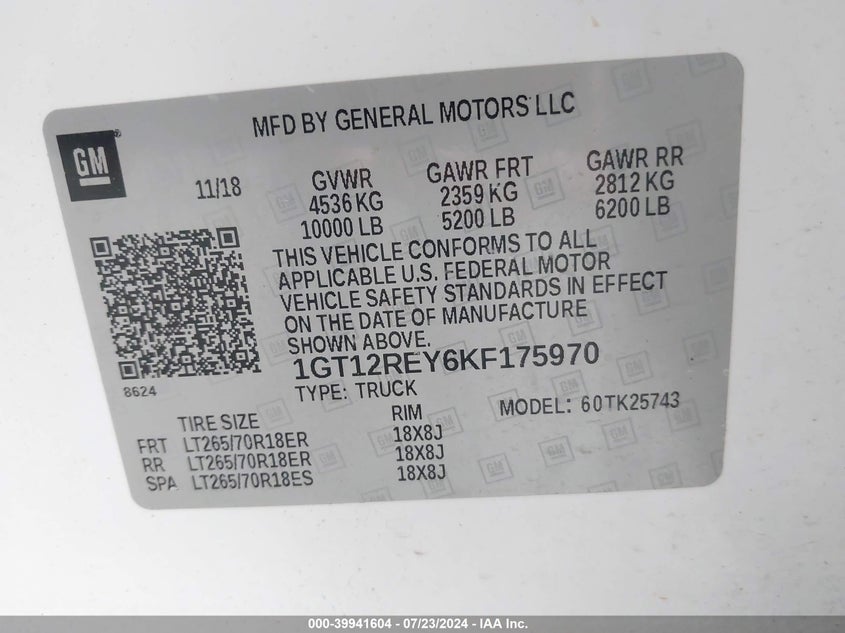 MFD BY GENERAL MOTORS LLC
GM
11/18
GVWR
4536 KG
10000 LB
GAWR FRT
2359 KG
5200 LB
GAWR RR
2812 KG
6200 LB
THIS VEHICLE CONFORMS TO ALL
APPLICABLE U.S. FEDERAL MOTOR
VEHICLE SAFETY STANDARDS IN EFFECT
ON THE DATE OF MANUFACTURE
SHOWN ABOVE.
1GT12REY6KF175970
8624
TYPE: TRUCK
MODEL: 60TK25743
TIRE SIZE RIM
FRT LT265/70R18ER 18X8J
RR LT265/70R18ER 18X8J
SPA LT265/70R18ES 18X8J
000-39941604 - 07/23/2024 - IAA Inc.